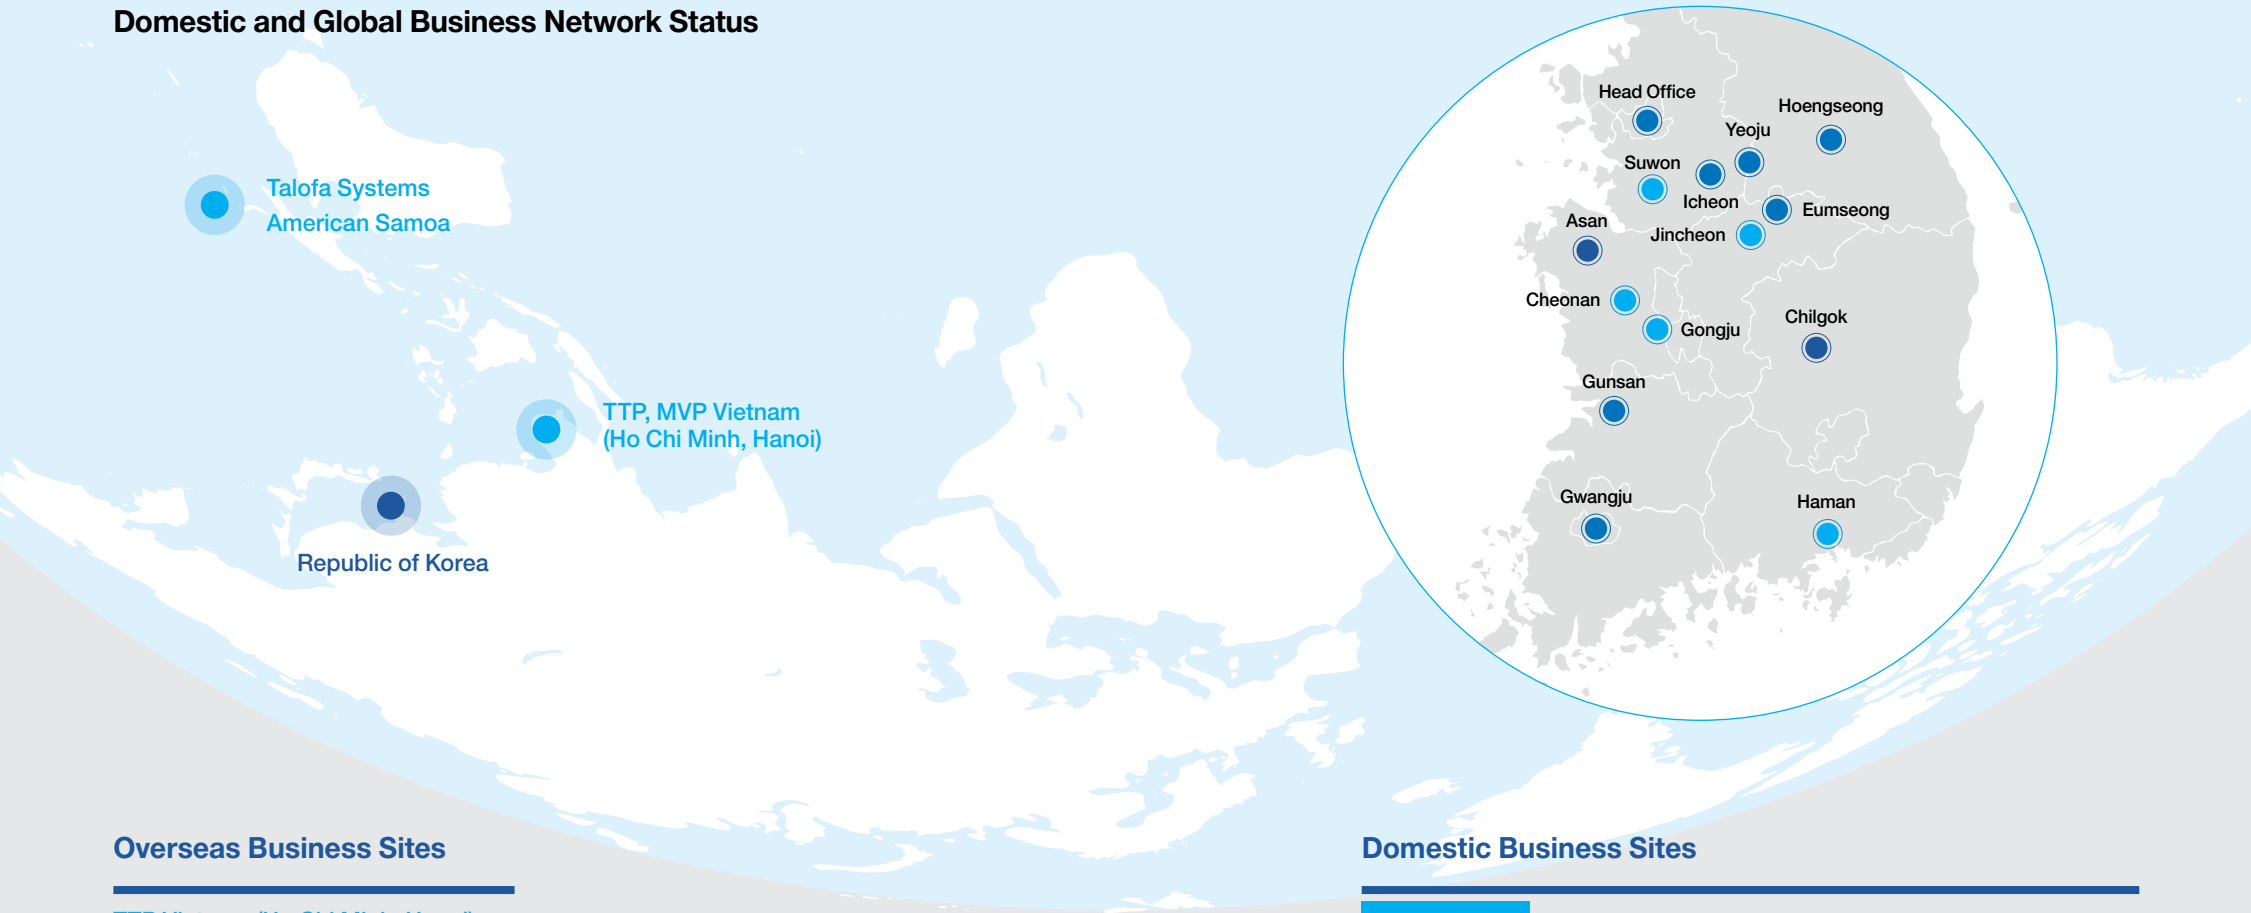 Domestic and Global Business Network Status
Talofa Systems
American Samoa
TTP, MVP Vietnam
(Ho Chi Minh, Hanoi)
Republic of Korea
Head Office
Hoengseong
Yeoju
Suwon
Icheon
Eumseong
Asan
Jincheon
Cheonan
Gongju
Chilgok
Gunsan
Gwangju
Haman
Overseas Business Sites
Domestic Business Sites